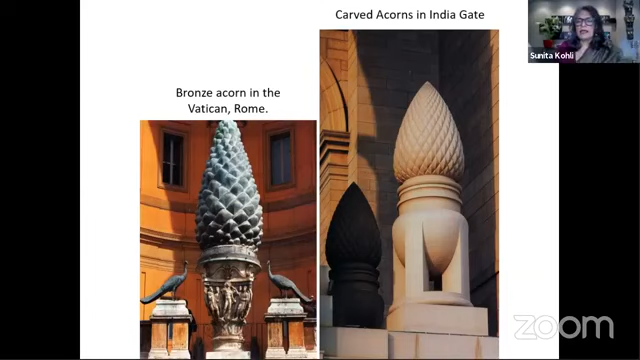 Carved Acorns in India Gate
Sunita Kohli
Bronze acorn in the
Vatican, Rome.
zoom